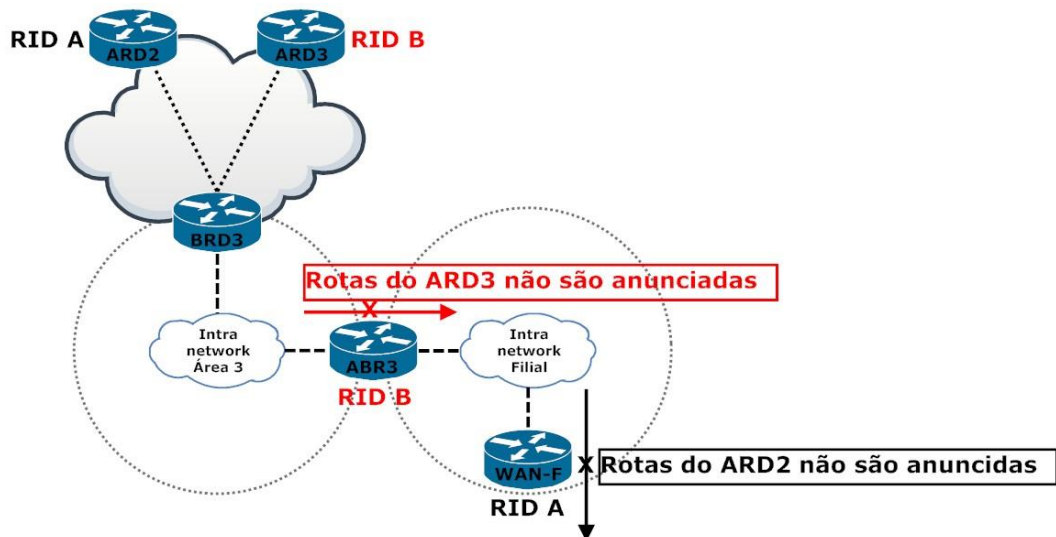 RID A
ARD2
ARD3
RID B
BRD3
Rotas do ARD3 não são anunciadas
X
Intra
network
Área 3
ABR3
RID B
Intra
network
Filial
WAN-F
RID A
X
Rotas do ARD2 não são anuncidas